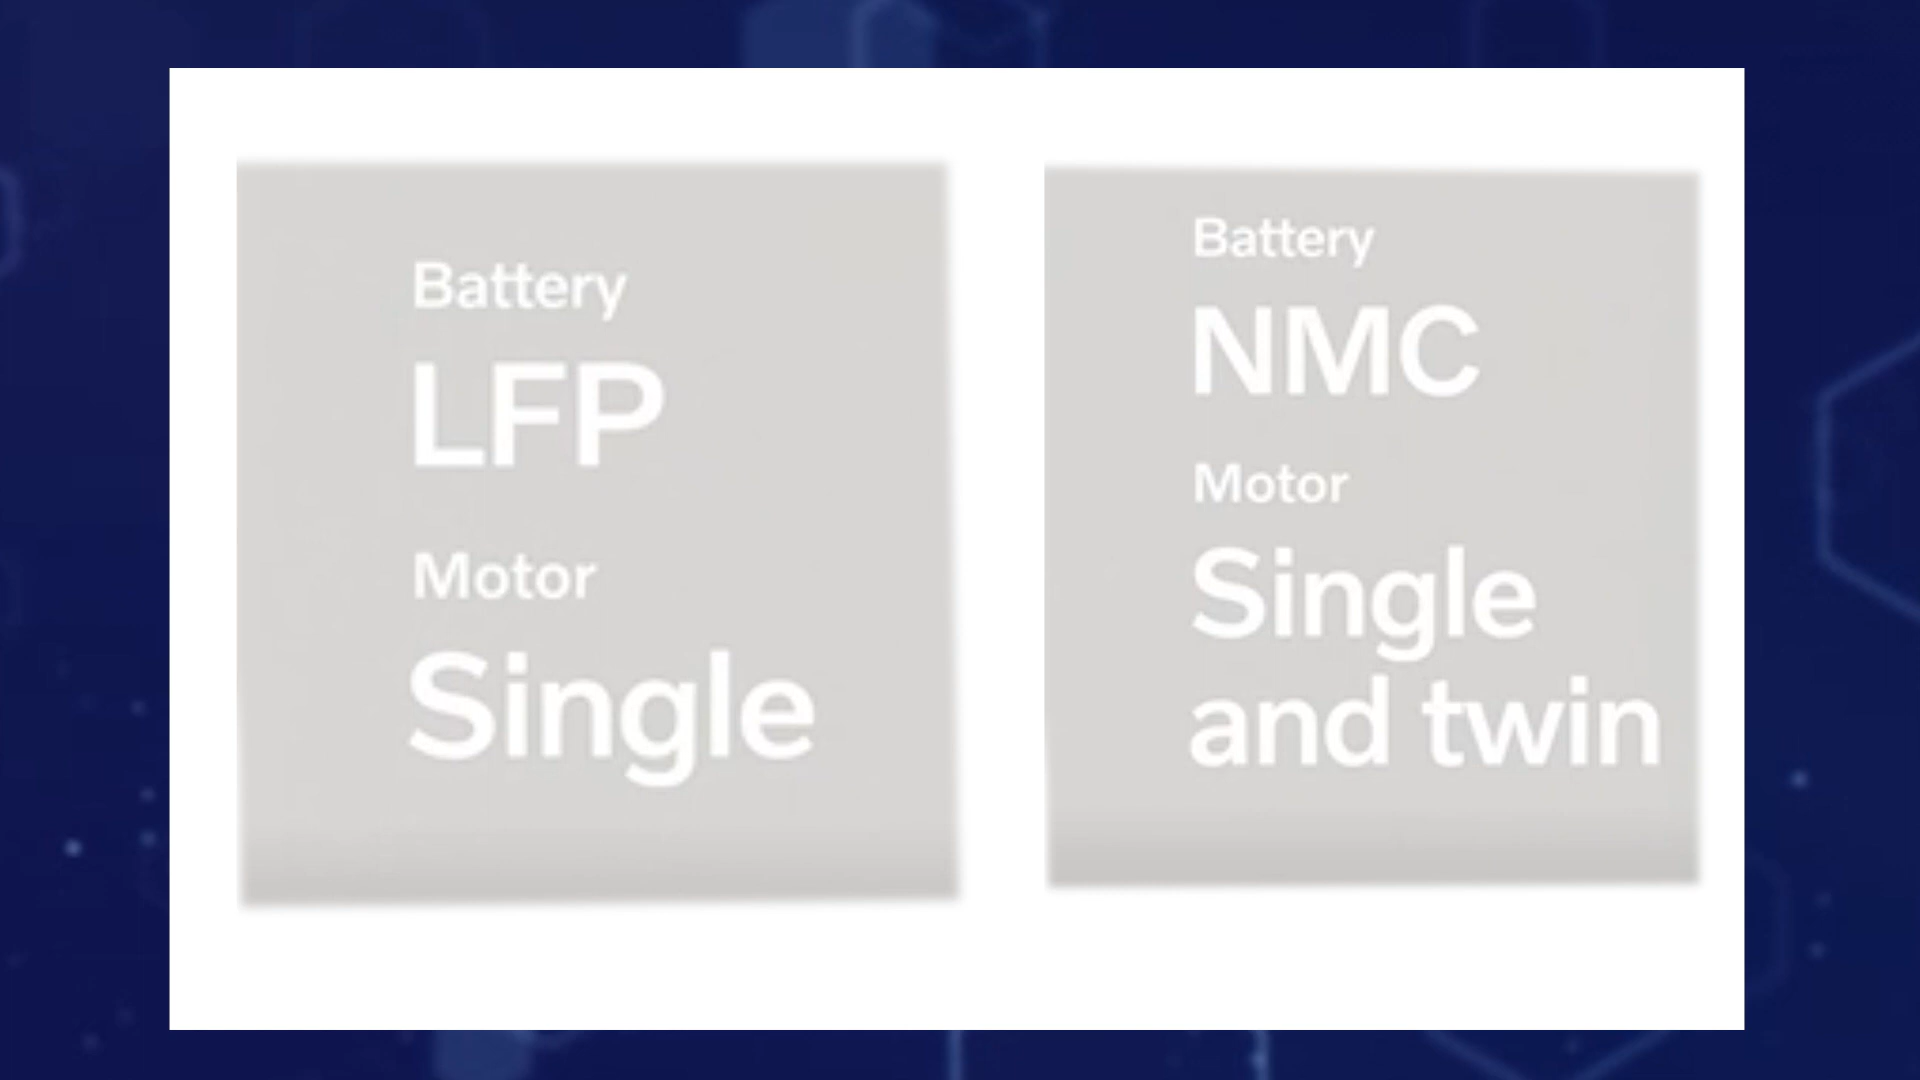 Battery
LFP
Motor
Single
Battery
NMC
Motor
Single
and twin